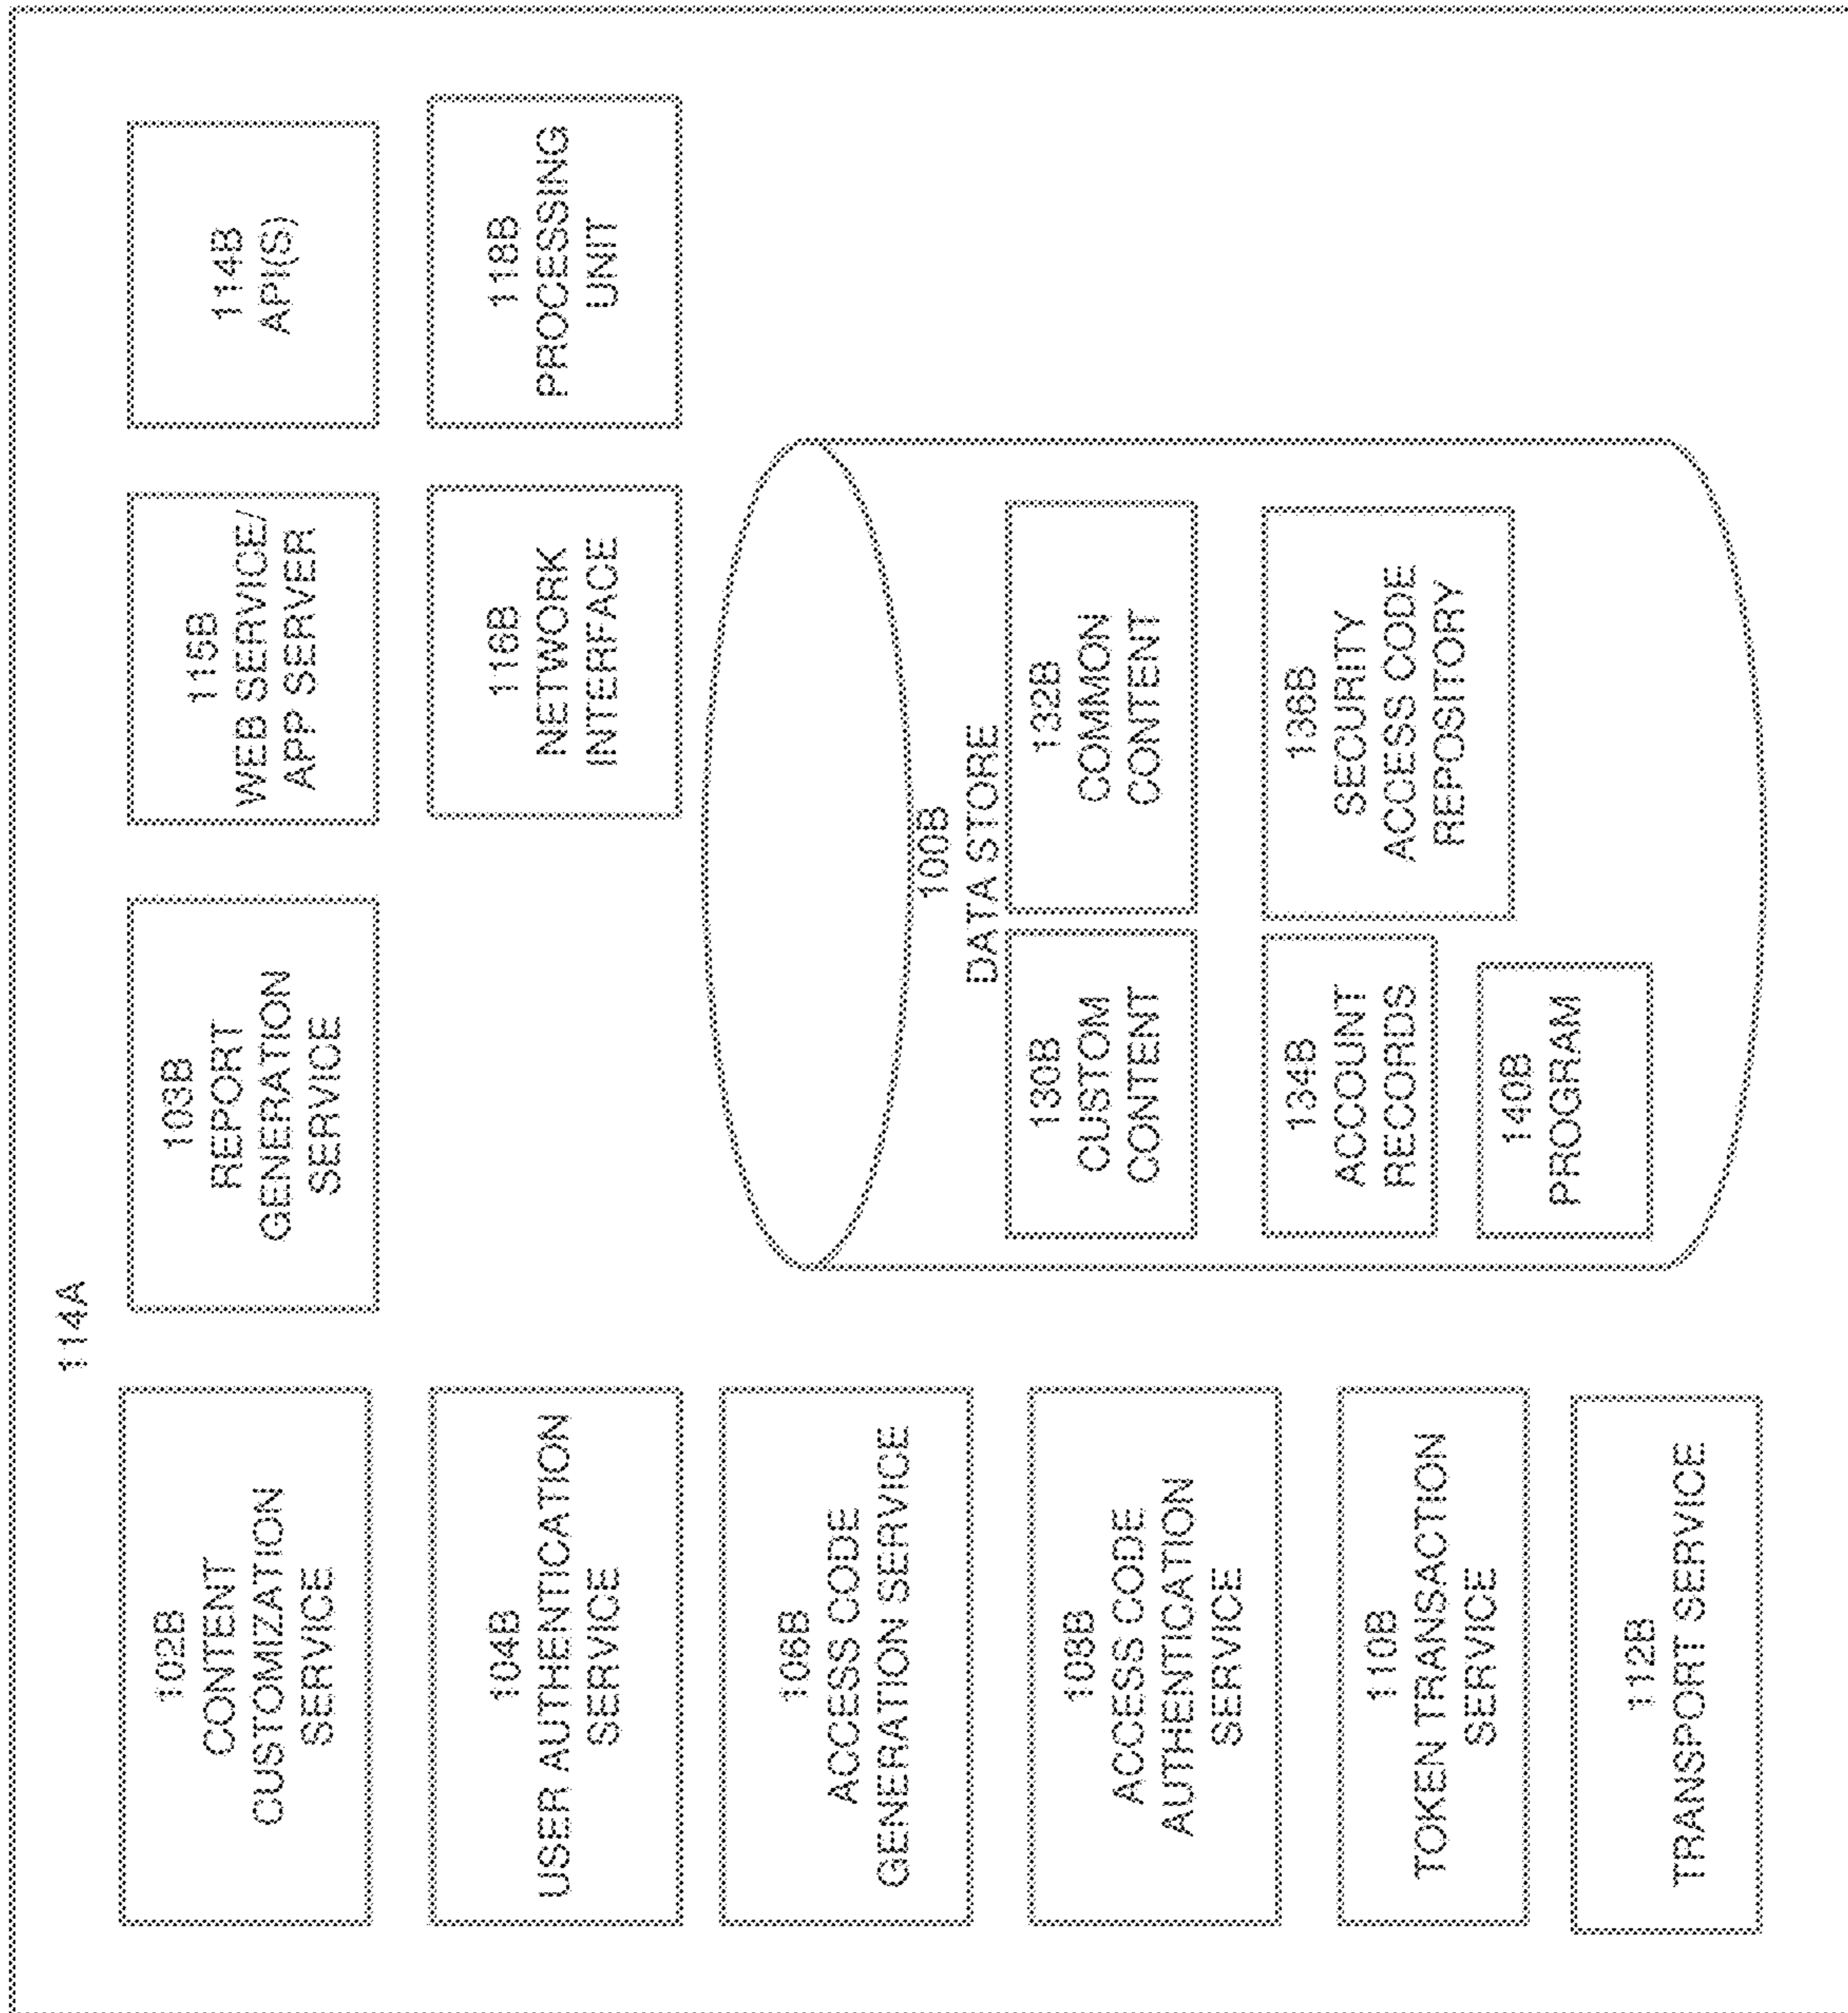 114A
102B
CONTENT
CUSTOMIZATION
SERVICE
103B
REPORT
GENERATION
SERVICE
115B
WEB SERVICE/
APP SERVER
114B
API(S)
104B
USER AUTHENTICATION
SERVICE
116B
NETWORK
INTERFACE
118B
PROCESSING
UNIT
106B
ACCESS CODE
GENERATION SERVICE
108B
ACCESS CODE
AUTHENTICATION
SERVICE
110B
TOKEN TRANSACTION
SERVICE
112B
TRANSPORT SERVICE
100B
DATA STORE
130B
CUSTOM
CONTENT
132B
COMMON
CONTENT
134B
ACCOUNT
RECORDS
136B
SECURITY
ACCESS CODE
REPOSITORY
140B
PROGRAM